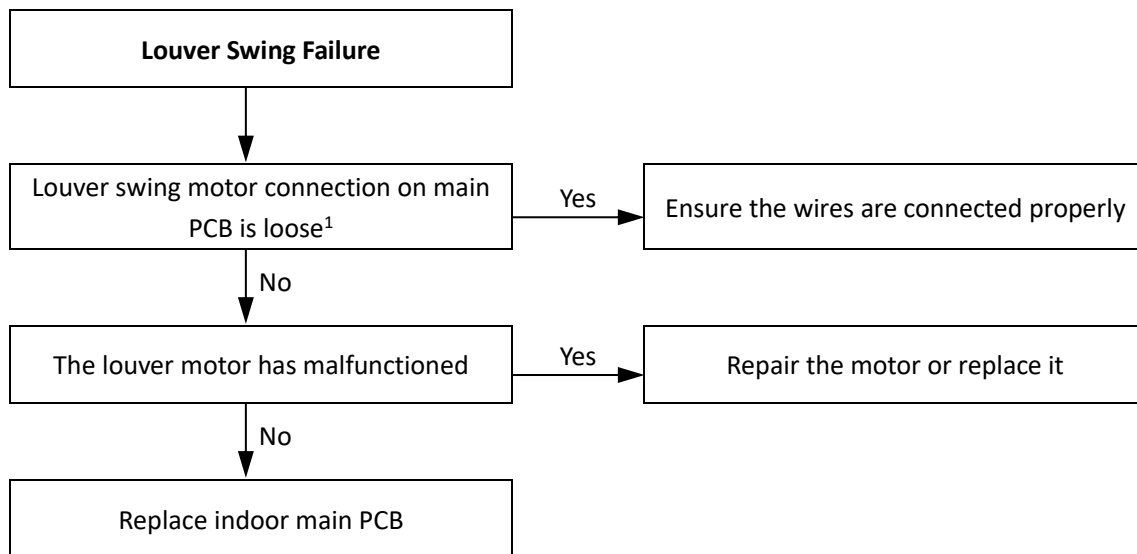 Louver Swing Failure
Louver swing motor connection on main
PCB is loose¹
Yes
Ensure the wires are connected properly
No
The louver motor has malfunctioned
Yes
Repair the motor or replace it
No
Replace indoor main PCB